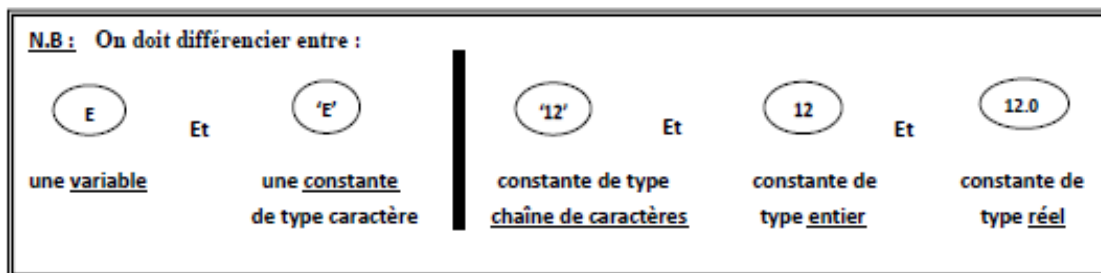 N.B : On doit différencier entre :
E Et ‘E’ ‘12’ Et 12 Et 12.0
une variable une constante constante de type constante de constante de
de type caractère chaîne de caractères type entier type réel